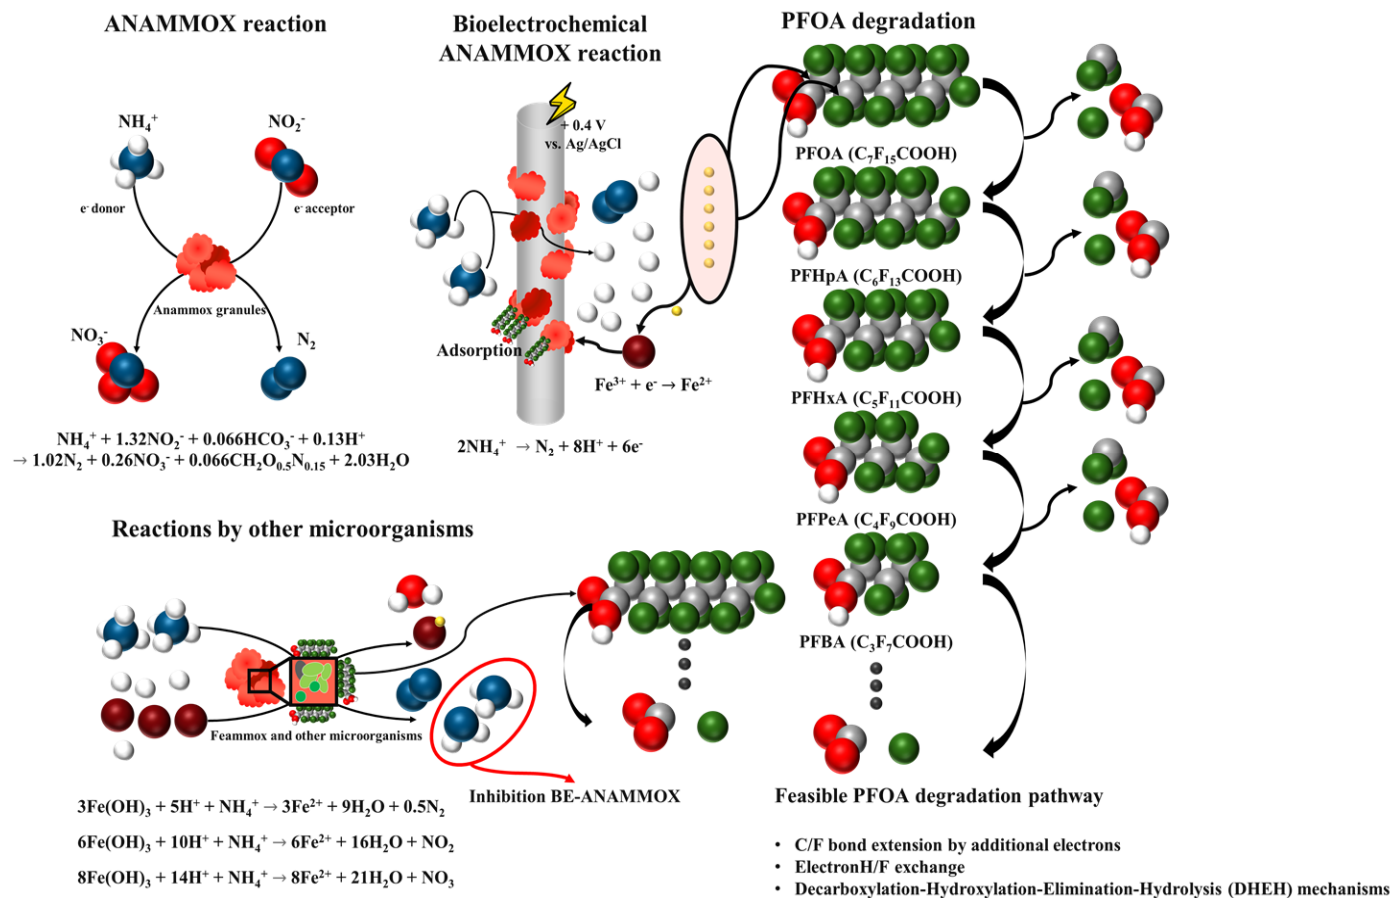 ANAMMOX reaction
NH₄⁺
NO₂⁻
e⁻ donor
e⁻ acceptor
Anammox granules
NO₃⁻
N₂
NH₄⁺ + 1.32NO₂⁻ + 0.066HCO₃⁻ + 0.13H⁺
→ 1.02N₂ + 0.26NO₃⁻ + 0.066CH₂O₀.₅N₀.₁₅ + 2.03H₂O
Bioelectrochemical
ANAMMOX reaction
+ 0.4 V
vs. Ag/AgCl
Adsorption
Fe³⁺ + e⁻ → Fe²⁺
2NH₄⁺ → N₂ + 8H⁺ + 6e⁻
PFOA degradation
PFOA (C₇F₁₅COOH)
PFHpA (C₆F₁₃COOH)
PFHxA (C₅F₁₁COOH)
PFPeA (C₄F₉COOH)
PFBA (C₃F₇COOH)
Reactions by other microorganisms
Feammox and other microorganisms
Inhibition BE-ANAMMOX
3Fe(OH)₃ + 5H⁺ + NH₄⁺ → 3Fe²⁺ + 9H₂O + 0.5N₂
6Fe(OH)₃ + 10H⁺ + NH₄⁺ → 6Fe²⁺ + 16H₂O + NO₂
8Fe(OH)₃ + 14H⁺ + NH₄⁺ → 8Fe²⁺ + 21H₂O + NO₃
Feasible PFOA degradation pathway
• C/F bond extension by additional electrons
• ElectronH/F exchange
• Decarboxylation-Hydroxylation-Elimination-Hydrolysis (DHEH) mechanisms